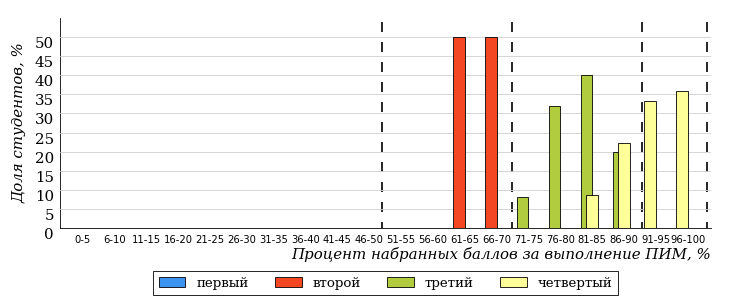 Доля студентов, %
50
45
40
35
30
25
20
15
10
5
0
0-5 6-10 11-15 16-20 21-25 26-30 31-35 36-40 41-45 46-50 51-55 56-60 61-65 66-70 71-75 76-80 81-85 86-90 91-95 96-100
Процент набранных баллов за выполнение ПИМ, %
первый второй третий четвертый